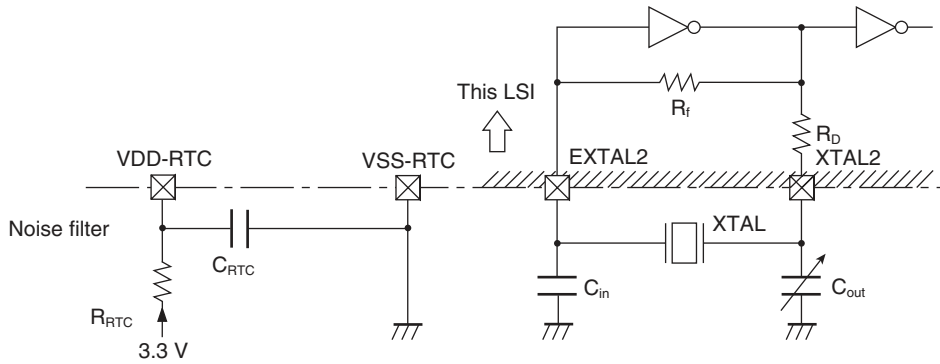 This LSI
R_f
R_D
VDD-RTC
VSS-RTC
EXTAL2
XTAL2
Noise filter
XTAL
C_RTC
C_in
C_out
R_RTC
3.3 V